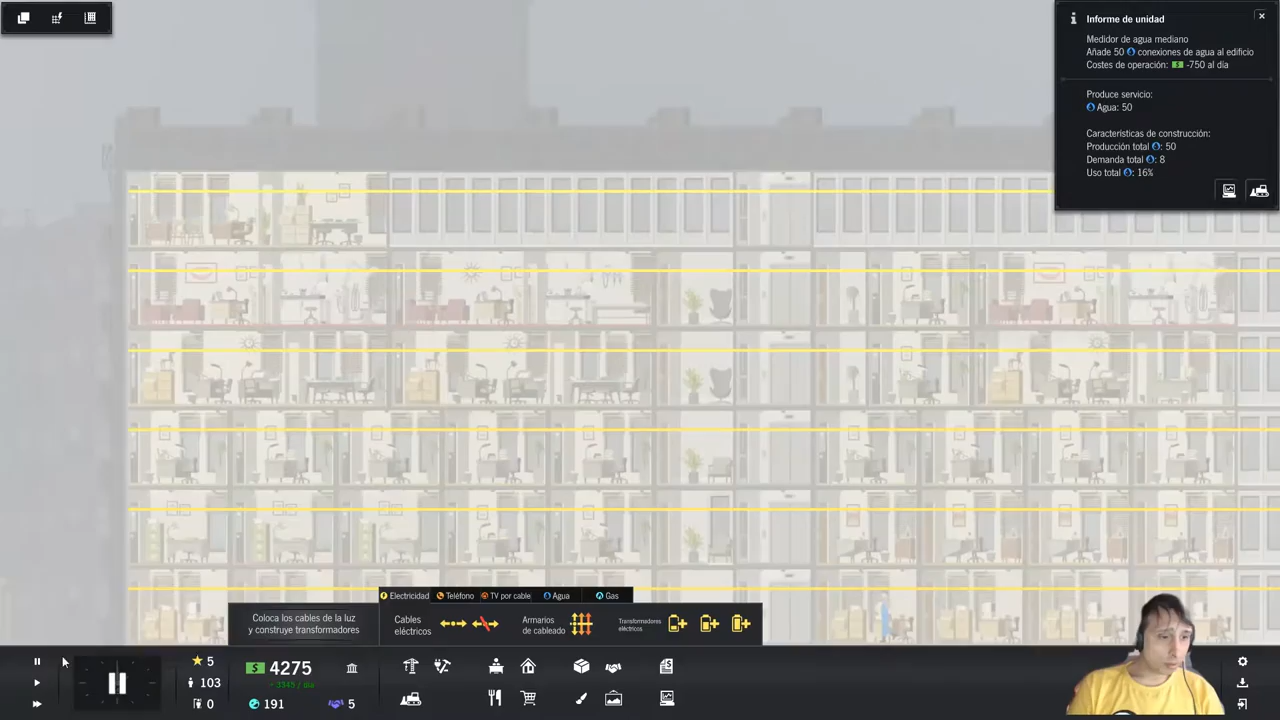 Informe de unidad
Medidor de agua mediano
Añade 50 conexiones de agua al edificio
Costes de operación: -750 al día
Produce servicio:
Agua: 50
Características de construcción:
Producción total : 50
Demanda total : 8
Uso total : 16%
Electricidad
Teléfono
TV por cable
Agua
Gas
Coloca los cables de la luz
y construye transformadores
Cables
eléctricos
Armarios
de cableado
Transformadores
eléctricos
5
103
0
$ 4275
191
5